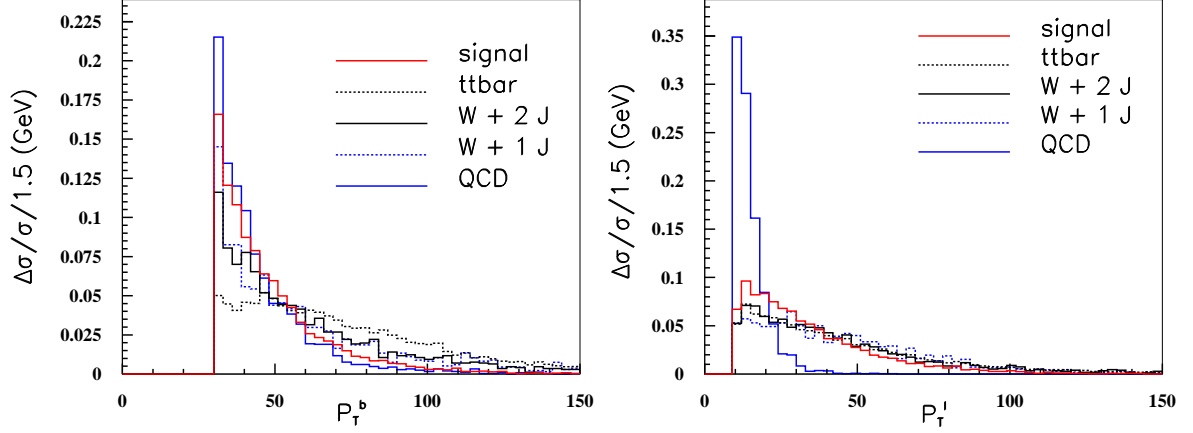 Δσ/σ/1.5 (GeV)
0.225
0.2
0.175
0.15
0.125
0.1
0.075
0.05
0.025
0
signal
ttbar
W + 2 J
W + 1 J
QCD
0 50 100 150
P_T^b
Δσ/σ/1.5 (GeV)
0.35
0.3
0.25
0.2
0.15
0.1
0.05
0
signal
ttbar
W + 2 J
W + 1 J
QCD
0 50 100 150
P_T^l